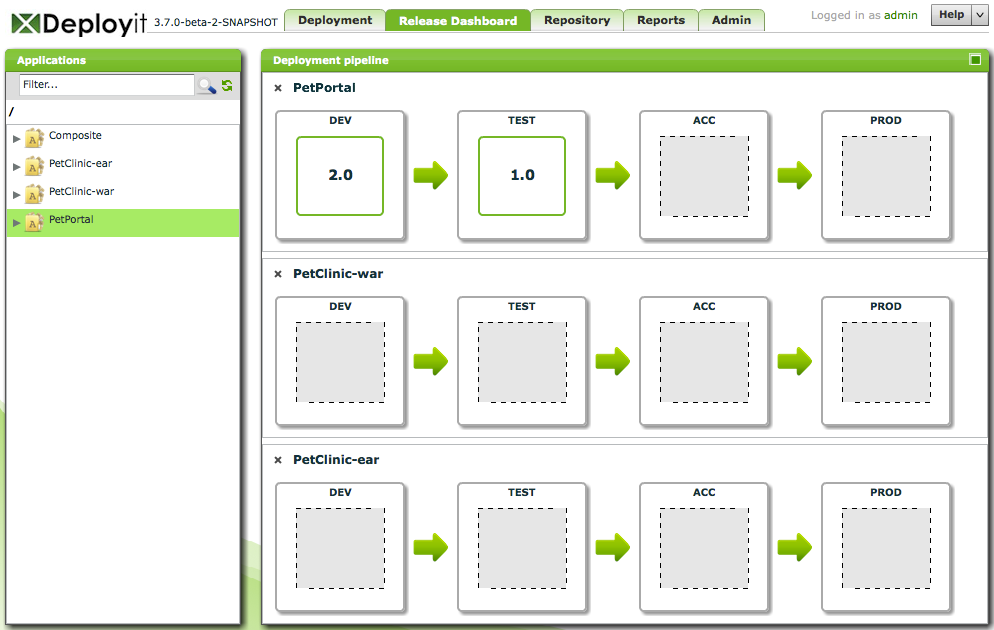 Deployit 3.7.0-beta-2-SNAPSHOT Deployment Release Dashboard Repository Reports Admin Logged in as admin Help
Applications
Filter...
/
Composite
PetClinic-ear
PetClinic-war
PetPortal
Deployment pipeline
PetPortal
DEV TEST ACC PROD
2.0 1.0
PetClinic-war
DEV TEST ACC PROD
PetClinic-ear
DEV TEST ACC PROD